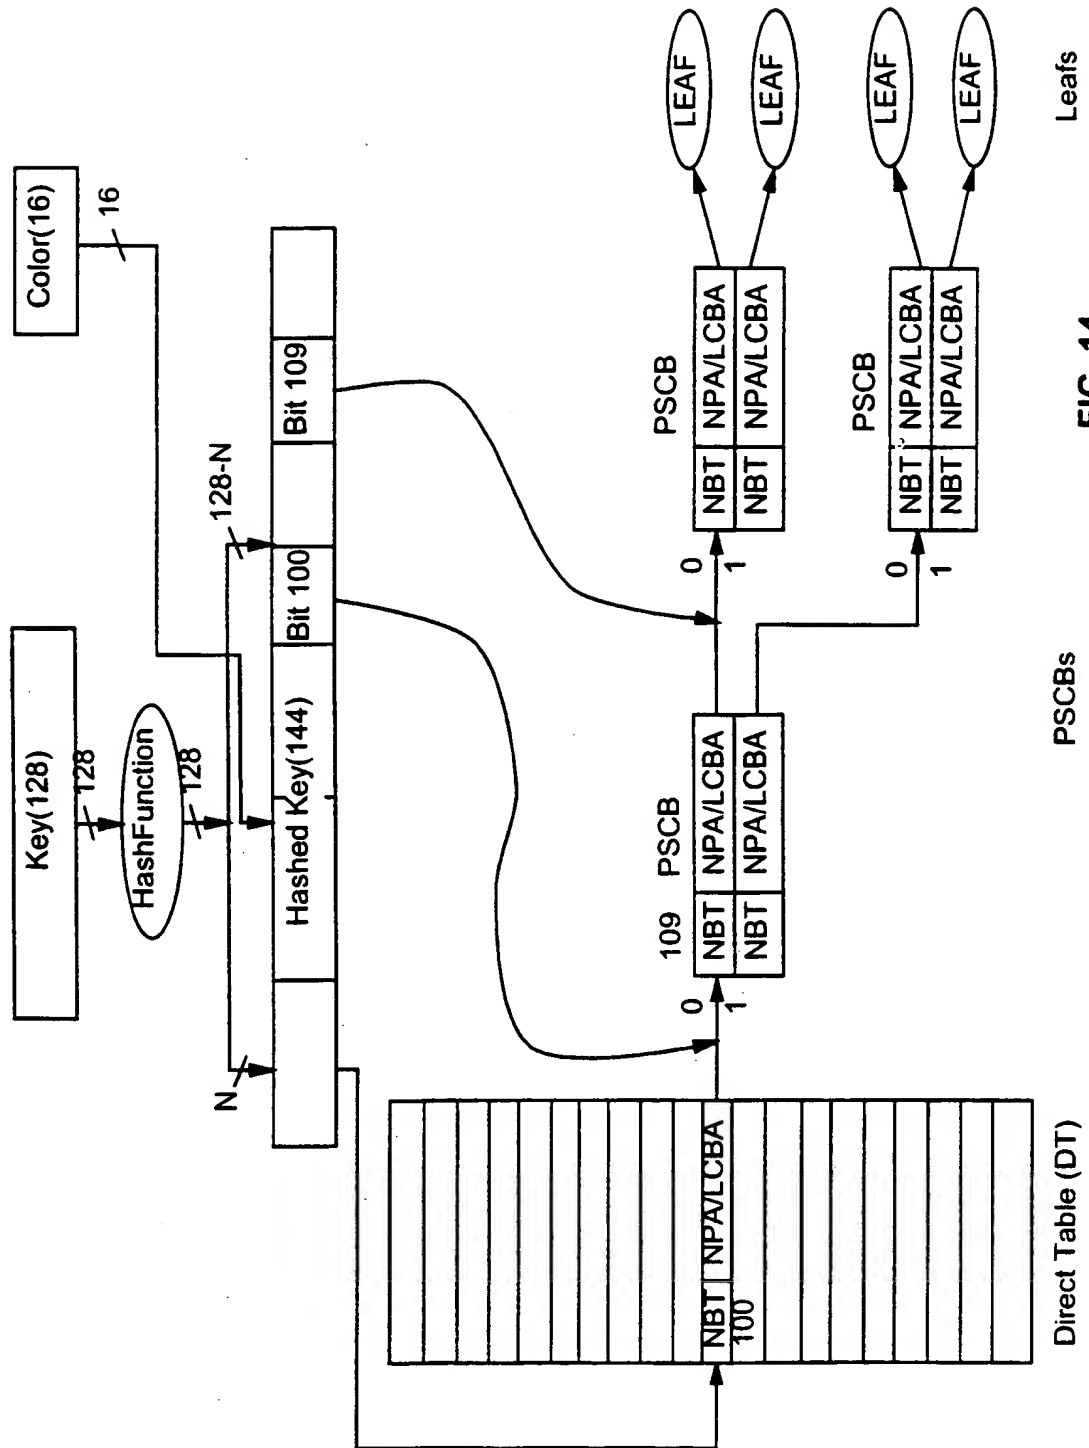 Key(128)
Color(16)
128
HashFunction
128
16
N
128-N
Hashed Key(144)
Bit 100
Bit 109
NBT NPA/LCBA
100
Direct Table (DT)
109 PSCB
0
1
NBT NPA/LCBA
NBT NPA/LCBA
PSCB
0
1
NBT NPA/LCBA
NBT NPA/LCBA
PSCB
0
1
NBT NPA/LCBA
NBT NPA/LCBA
PSCBs
LEAF
LEAF
LEAF
LEAF
Leafs
FIG. 14